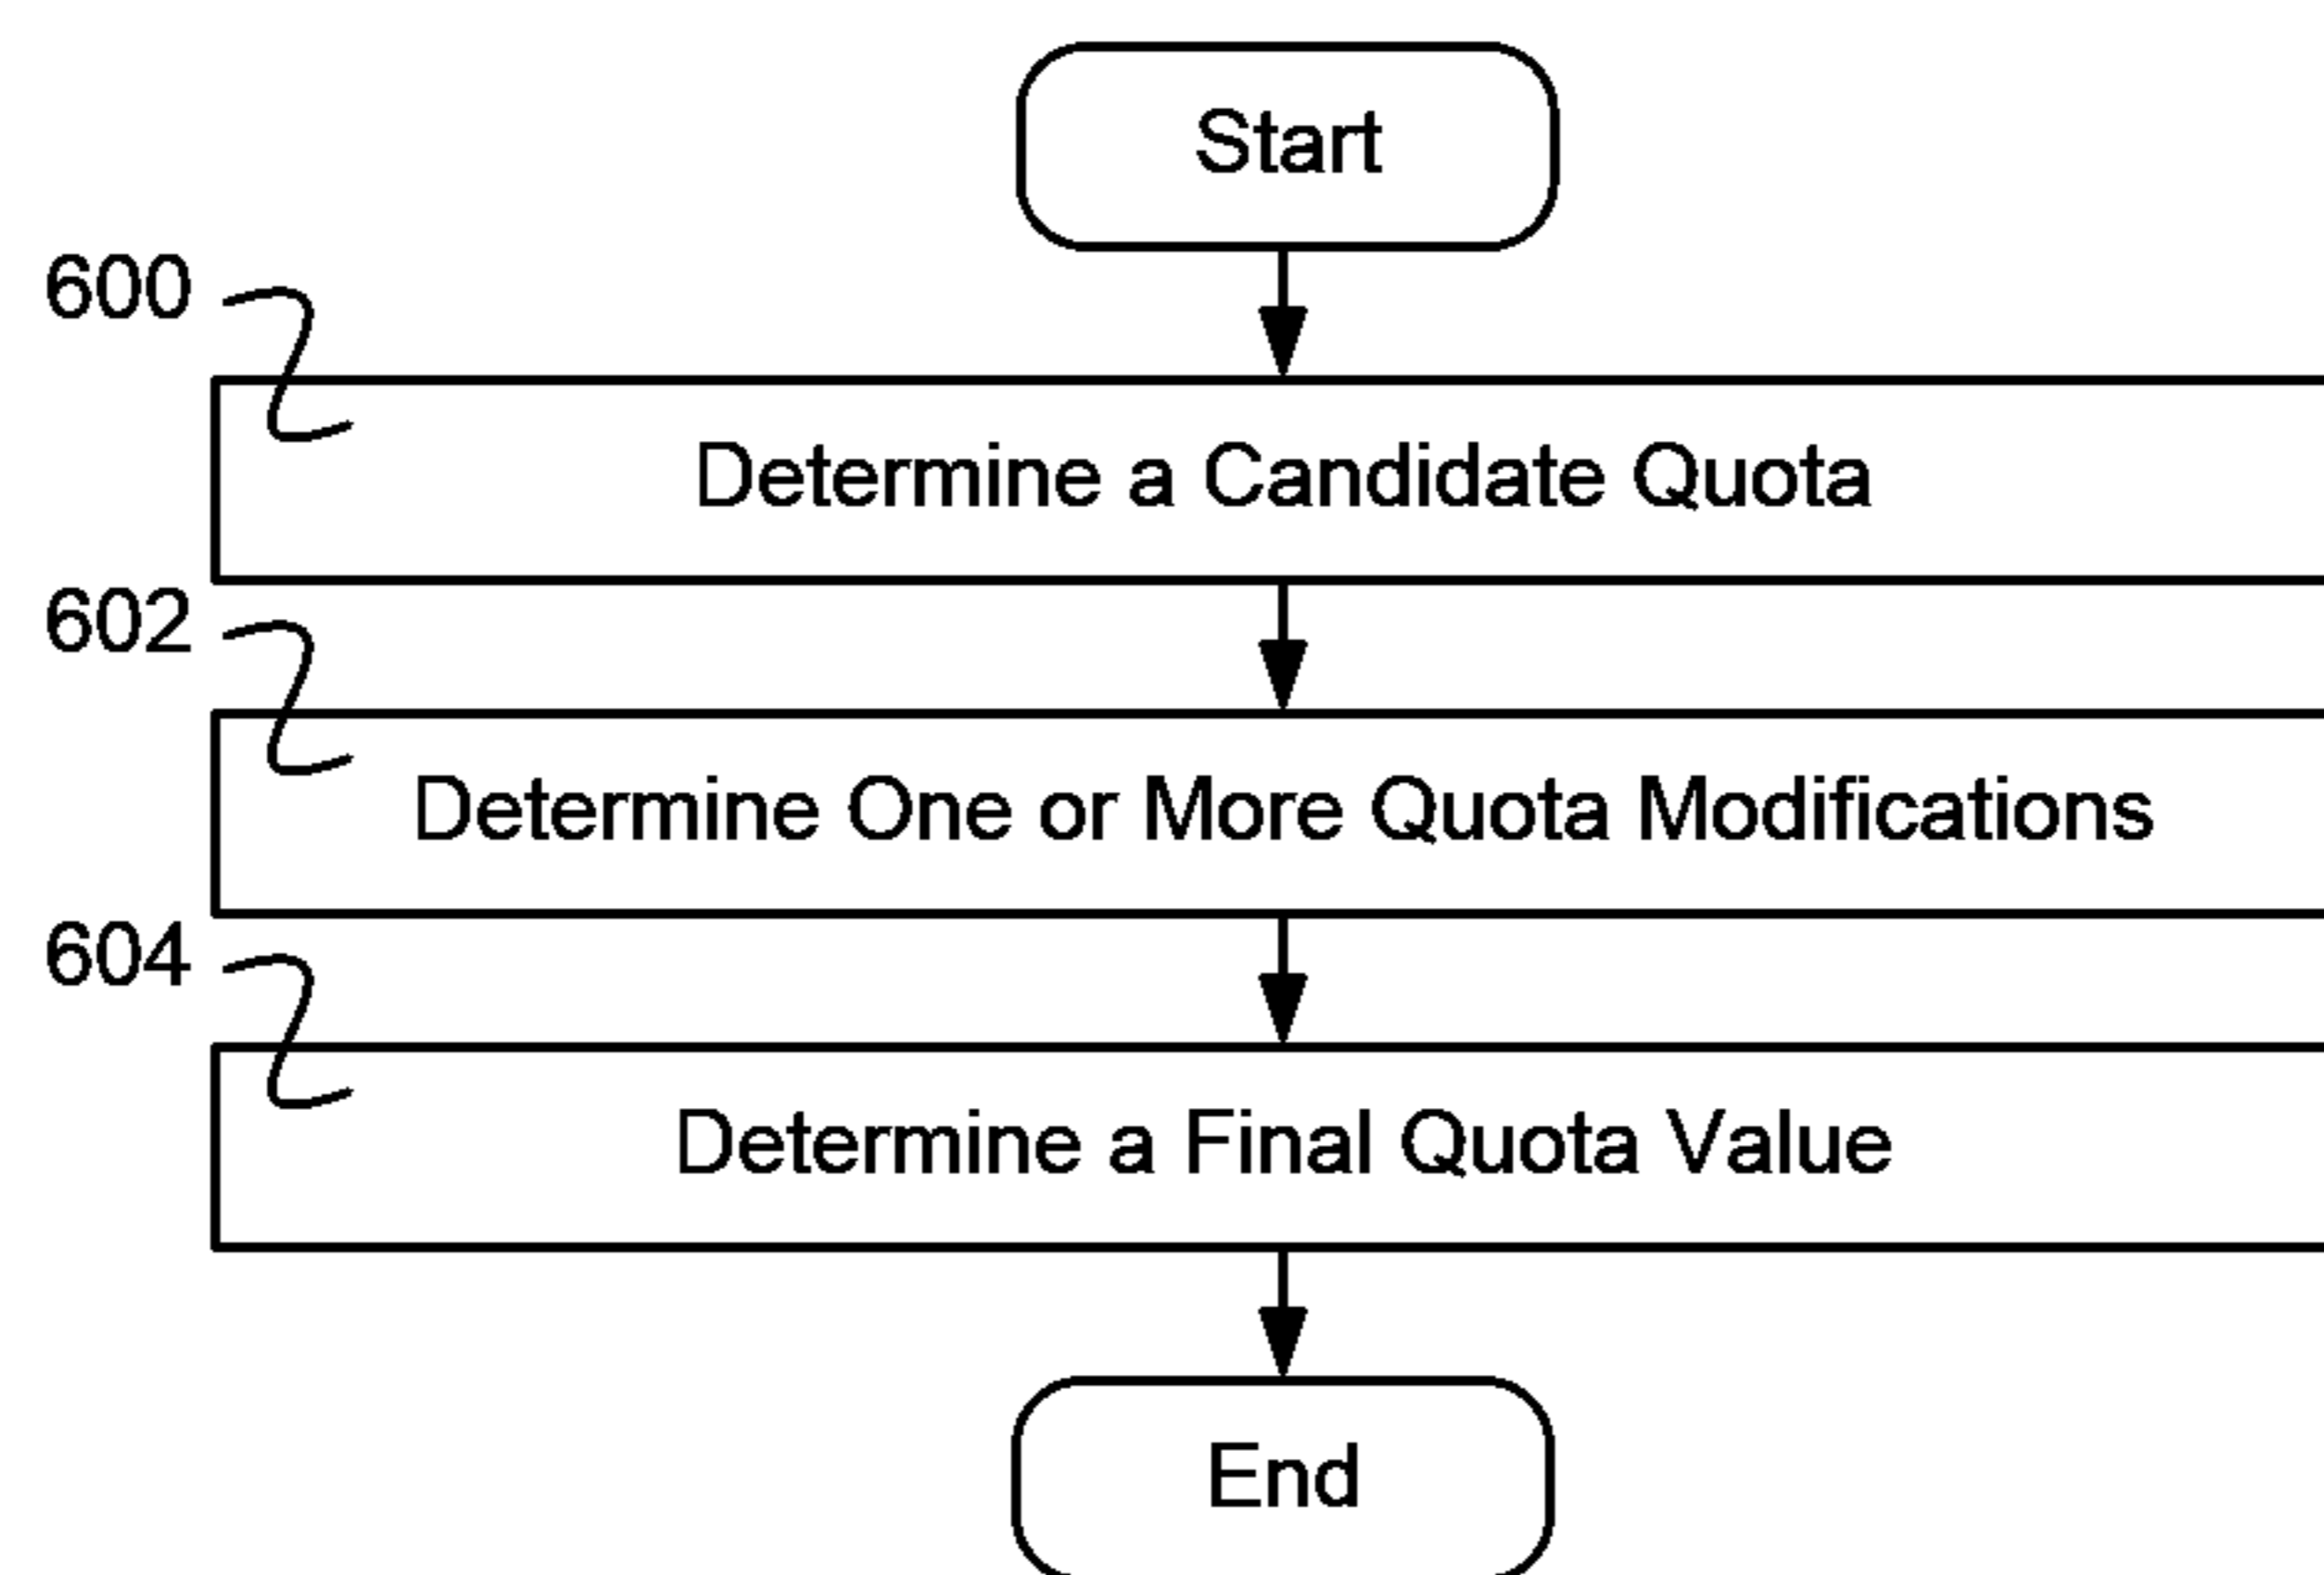 Start
600
Determine a Candidate Quota
602
Determine One or More Quota Modifications
604
Determine a Final Quota Value
End